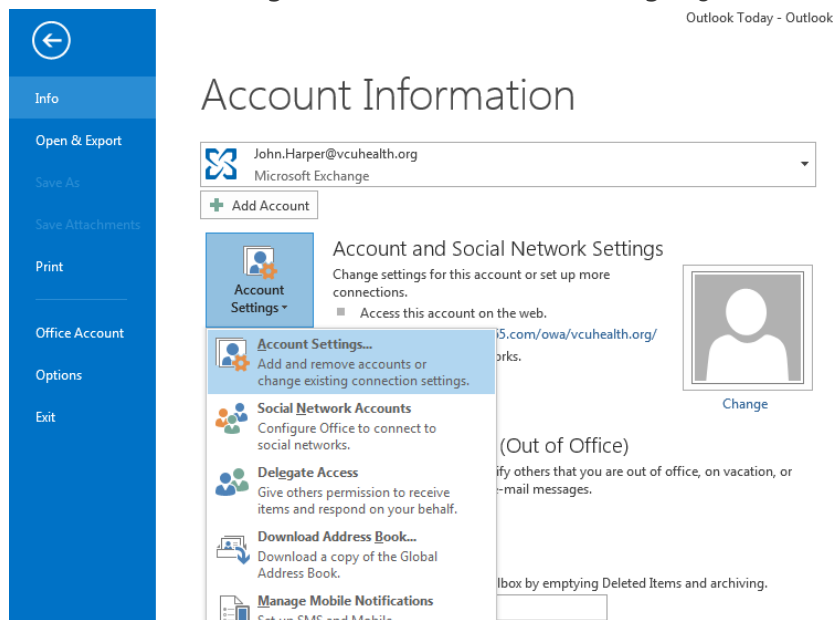 Outlook Today - Outlook
Info
Open & Export
Save As
Save Attachments
Print
Office Account
Options
Exit
Account Information
John.Harper@vcuhealth.org
Microsoft Exchange
Add Account
Account
Settings
Account and Social Network Settings
Change settings for this account or set up more
connections.
Access this account on the web.
5.com/owa/vcuhealth.org/
orks.
Change
Account Settings...
Add and remove accounts or
change existing connection settings.
Social Network Accounts
Configure Office to connect to
social networks.
Delegate Access
Give others permission to receive
items and respond on your behalf.
Download Address Book...
Download a copy of the Global
Address Book.
Manage Mobile Notifications
Set up SMS and Mobile
(Out of Office)
ify others that you are out of office, on vacation, or
e-mail messages.
lbox by emptying Deleted Items and archiving.